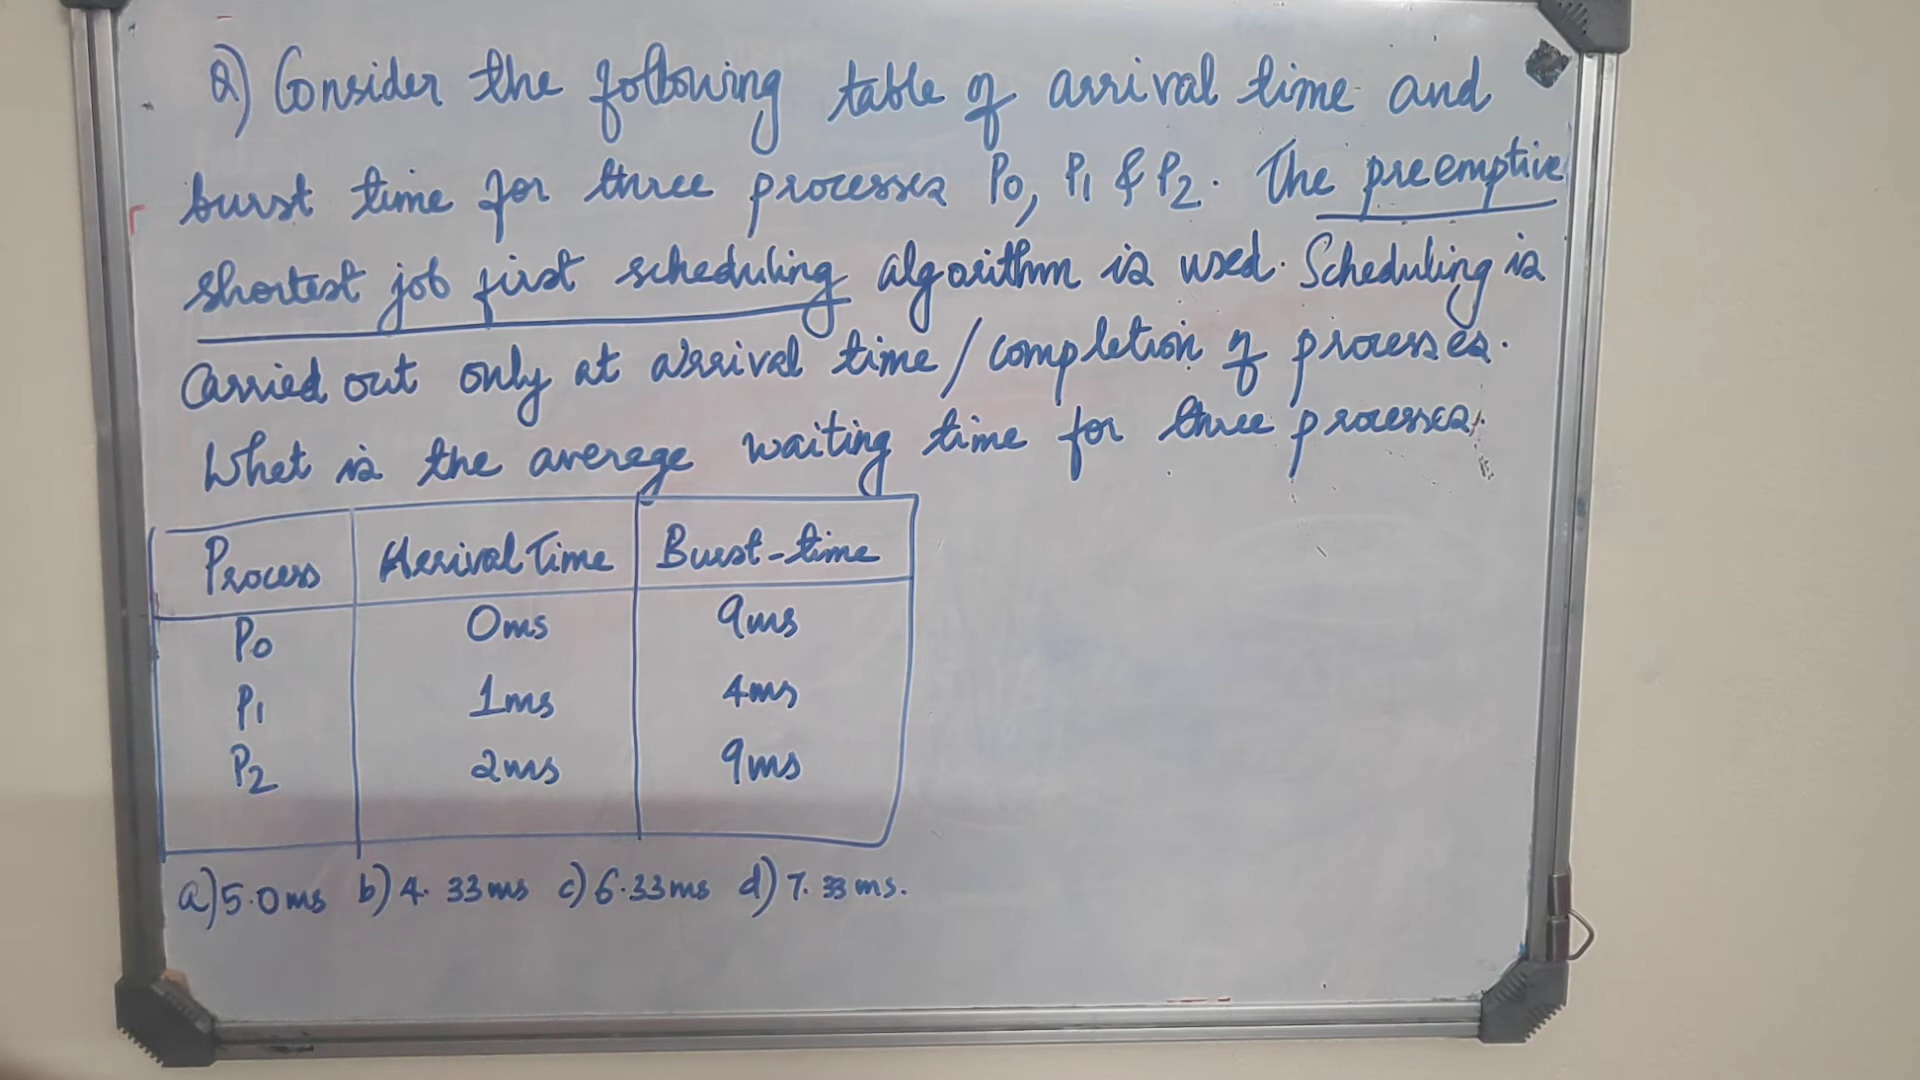 Q) Consider the following table of arrival time and
burst time for three processes P0, P1 & P2. The preemptive
shortest job first scheduling algorithm is used. Scheduling is
Carried out only at arrival time/completion of processes.
Whet is the average waiting time for three processes.
Process Arrival Time Burst-time
P0 0ms 9ms
P1 1ms 4ms
P2 2ms 9ms
a) 5.0ms b) 4.33ms c) 6.33ms d) 7.33ms.